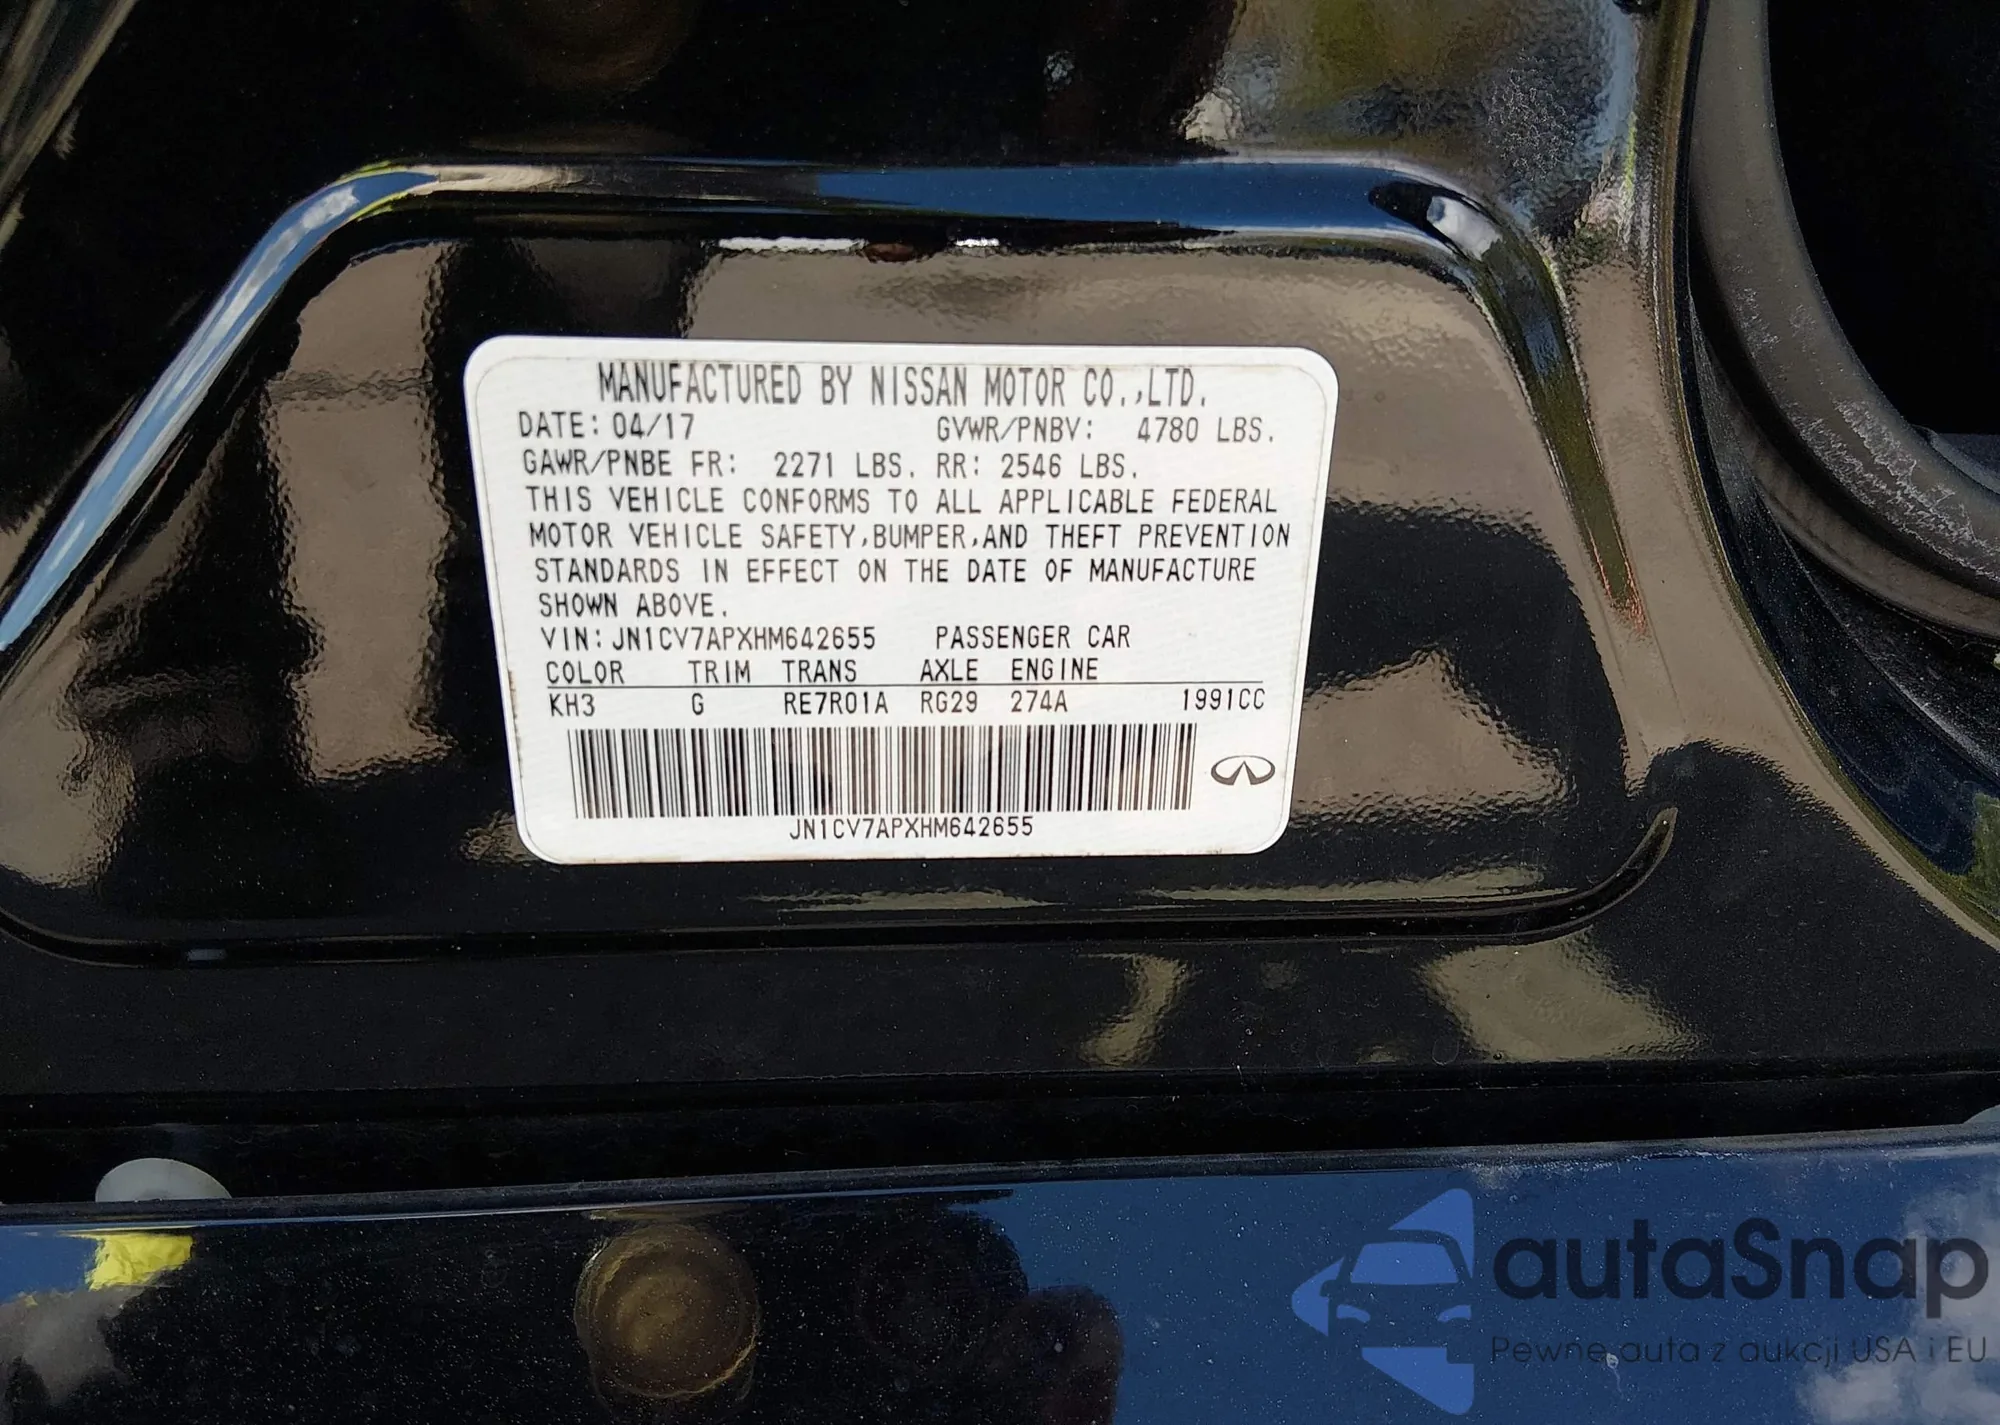 MANUFACTURED BY NISSAN MOTOR CO.,LTD.
DATE: 04/17 GVWR/PNBV: 4780 LBS.
GAWR/PNBE FR: 2271 LBS. RR: 2546 LBS.
THIS VEHICLE CONFORMS TO ALL APPLICABLE FEDERAL
MOTOR VEHICLE SAFETY,BUMPER,AND THEFT PREVENTION
STANDARDS IN EFFECT ON THE DATE OF MANUFACTURE
SHOWN ABOVE.
VIN: JN1CV7APXHM642655 PASSENGER CAR
COLOR TRIM TRANS AXLE ENGINE
KH3 G RE7R01A RG29 274A 1991CC
JN1CV7APXHM642655
autaSnap
Pewne auta z aukcji USA i EU